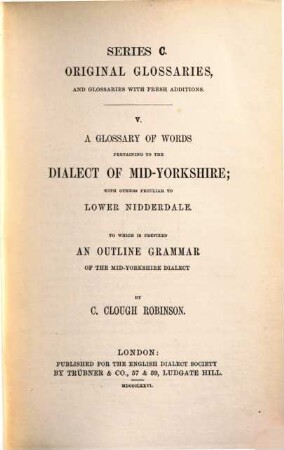 SERIES C.
ORIGINAL GLOSSARIES,
AND GLOSSARIES WITH FRESH ADDITIONS.
V.
A GLOSSARY OF WORDS
PERTAINING TO THE
DIALECT OF MID-YORKSHIRE;
WITH OTHERS PECULIAR TO
LOWER NIDDERDALE.
TO WHICH IS PREFIXED
AN OUTLINE GRAMMAR
OF THE MID-YORKSHIRE DIALECT
BY
C. CLOUGH ROBINSON.
LONDON:
PUBLISHED FOR THE ENGLISH DIALECT SOCIETY
BY TRÜBNER & CO., 57 & 59, LUDGATE HILL.
MDCCCLXXVI.